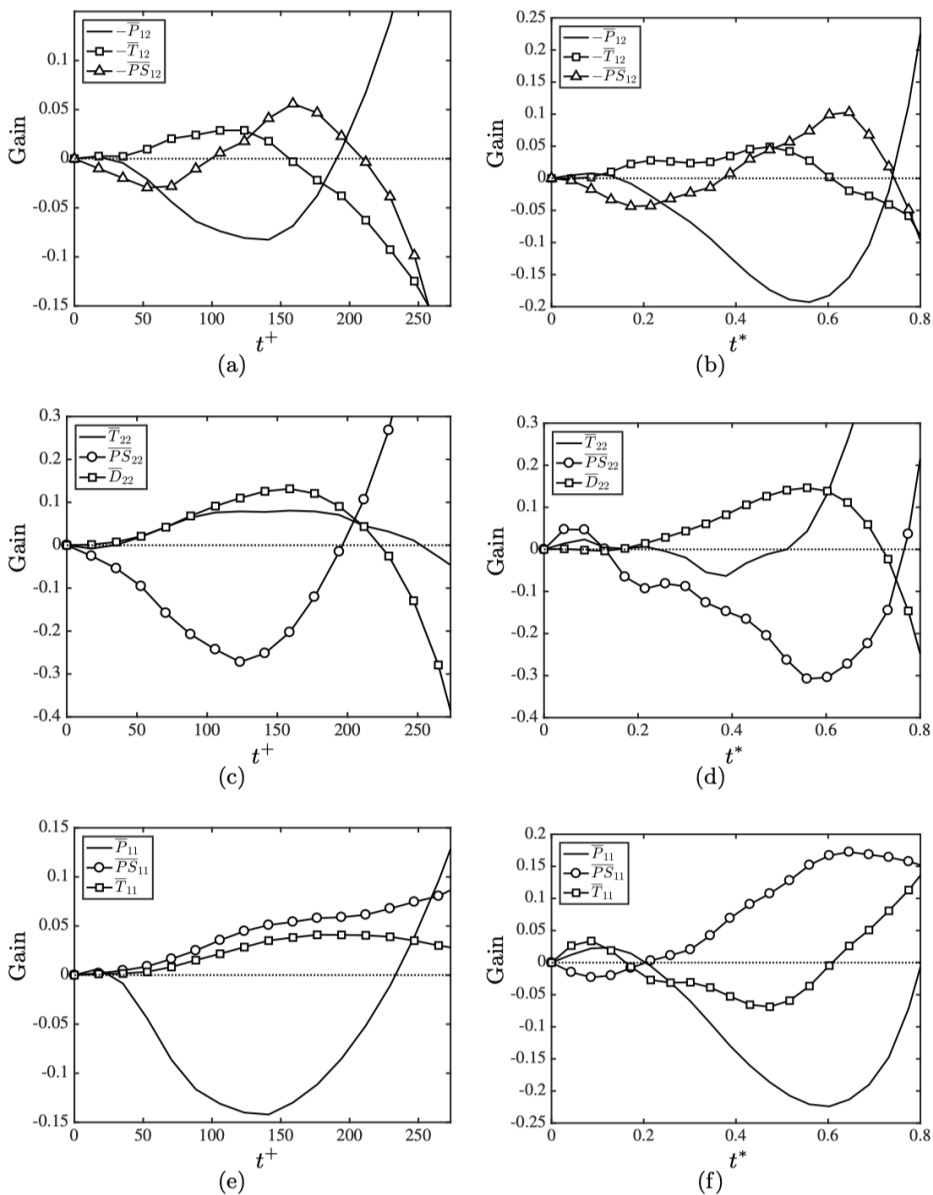 Gain
0.1
0.05
0
-0.05
-0.1
-0.15
−P̅₁₂
−T̅₁₂
−P̅S̅₁₂
0 50 100 150 200 250
t⁺
(a)
Gain
0.25
0.2
0.15
0.1
0.05
0
-0.05
-0.1
-0.15
-0.2
−P̅₁₂
−T̅₁₂
−P̅S̅₁₂
0 0.2 0.4 0.6 0.8
t*
(b)
Gain
0.3
0.2
0.1
0
-0.1
-0.2
-0.3
-0.4
T̅₂₂
P̅S̅₂₂
D̅₂₂
0 50 100 150 200 250
t⁺
(c)
Gain
0.3
0.2
0.1
0
-0.1
-0.2
-0.3
-0.4
T̅₂₂
P̅S̅₂₂
D̅₂₂
0 0.2 0.4 0.6 0.8
t*
(d)
Gain
0.15
0.1
0.05
0
-0.05
-0.1
-0.15
P̅₁₁
P̅S̅₁₁
T̅₁₁
0 50 100 150 200 250
t⁺
(e)
Gain
0.2
0.15
0.1
0.05
0
-0.05
-0.1
-0.15
-0.2
-0.25
P̅₁₁
P̅S̅₁₁
T̅₁₁
0 0.2 0.4 0.6 0.8
t*
(f)